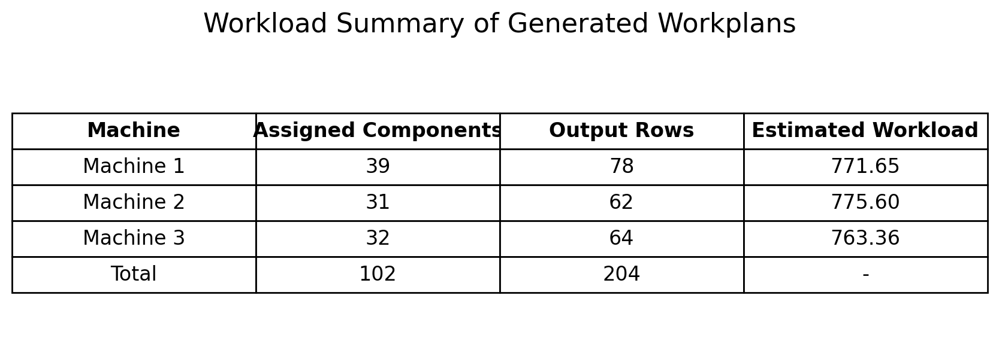 Workload Summary of Generated Workplans
Machine Assigned Components Output Rows Estimated Workload
Machine 1 39 78 771.65
Machine 2 31 62 775.60
Machine 3 32 64 763.36
Total 102 204 -